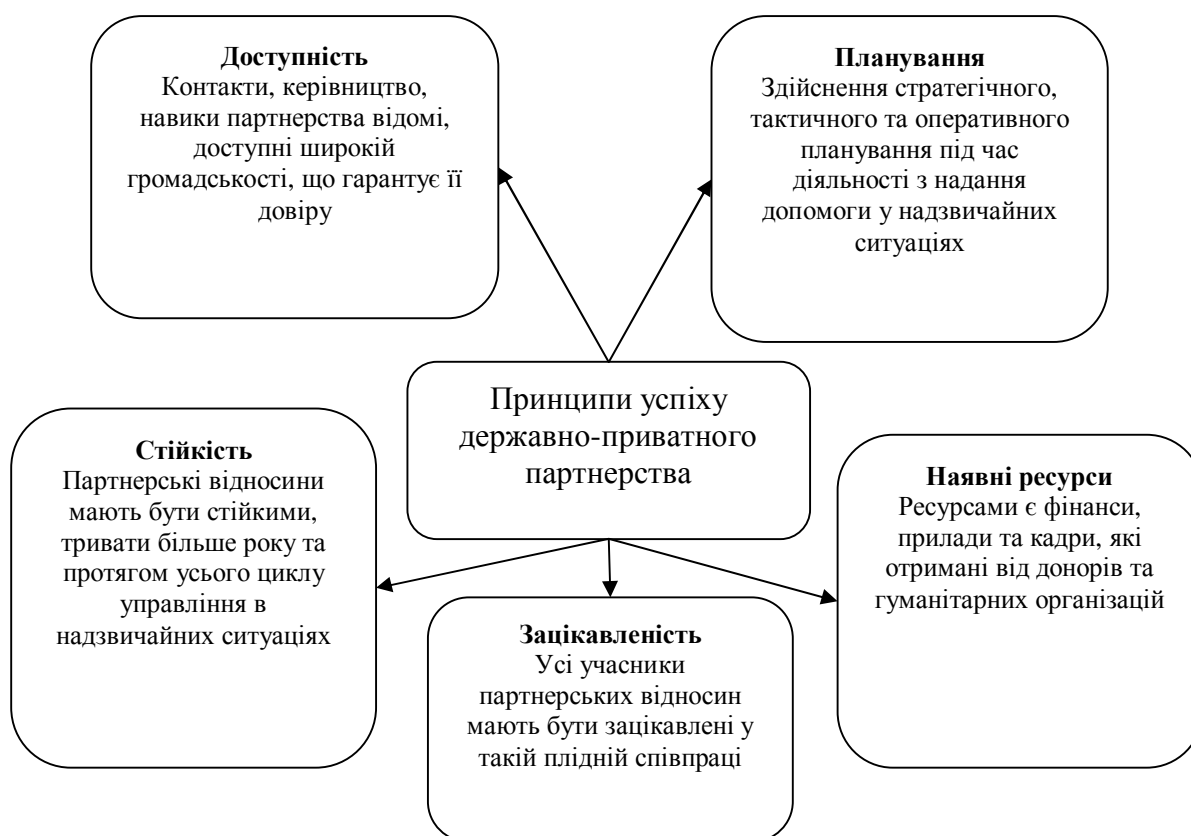 Доступність
Контакти, керівництво,
навики партнерства відомі,
доступні широкій
громадськості, що гарантує її
довіру
Планування
Здійснення стратегічного,
тактичного та оперативного
планування під час
діяльності з надання
допомоги у надзвичайних
ситуаціях
Принципи успіху
державно-приватного
партнерства
Стійкість
Партнерські відносини
мають бути стійкими,
тривати більше року та
протягом усього циклу
управління в
надзвичайних ситуаціях
Зацікавленість
Усі учасники
партнерських відносин
мають бути зацікавлені у
такій плідній співпраці
Наявні ресурси
Ресурсами є фінанси,
прилади та кадри, які
отримані від донорів та
гуманітарних організацій